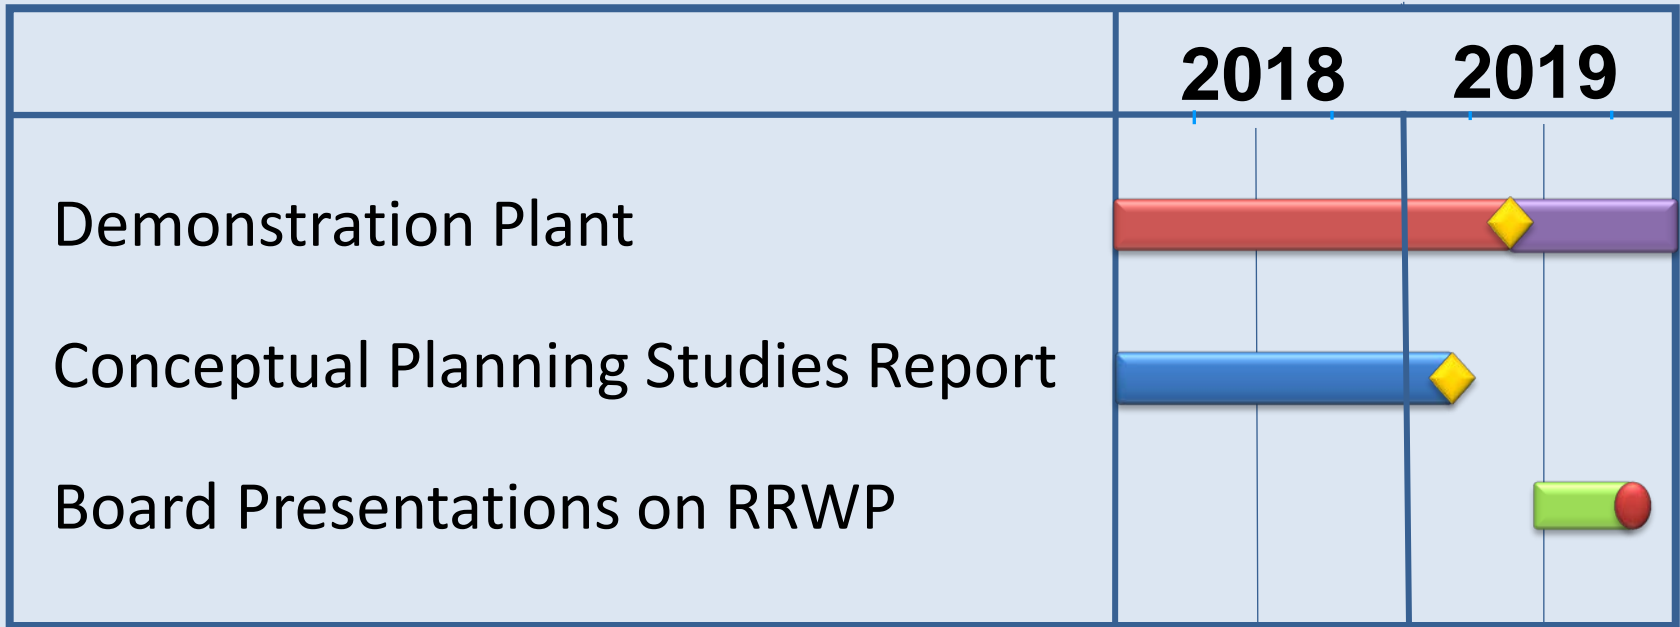 2018 2019
Demonstration Plant
Conceptual Planning Studies Report
Board Presentations on RRWP